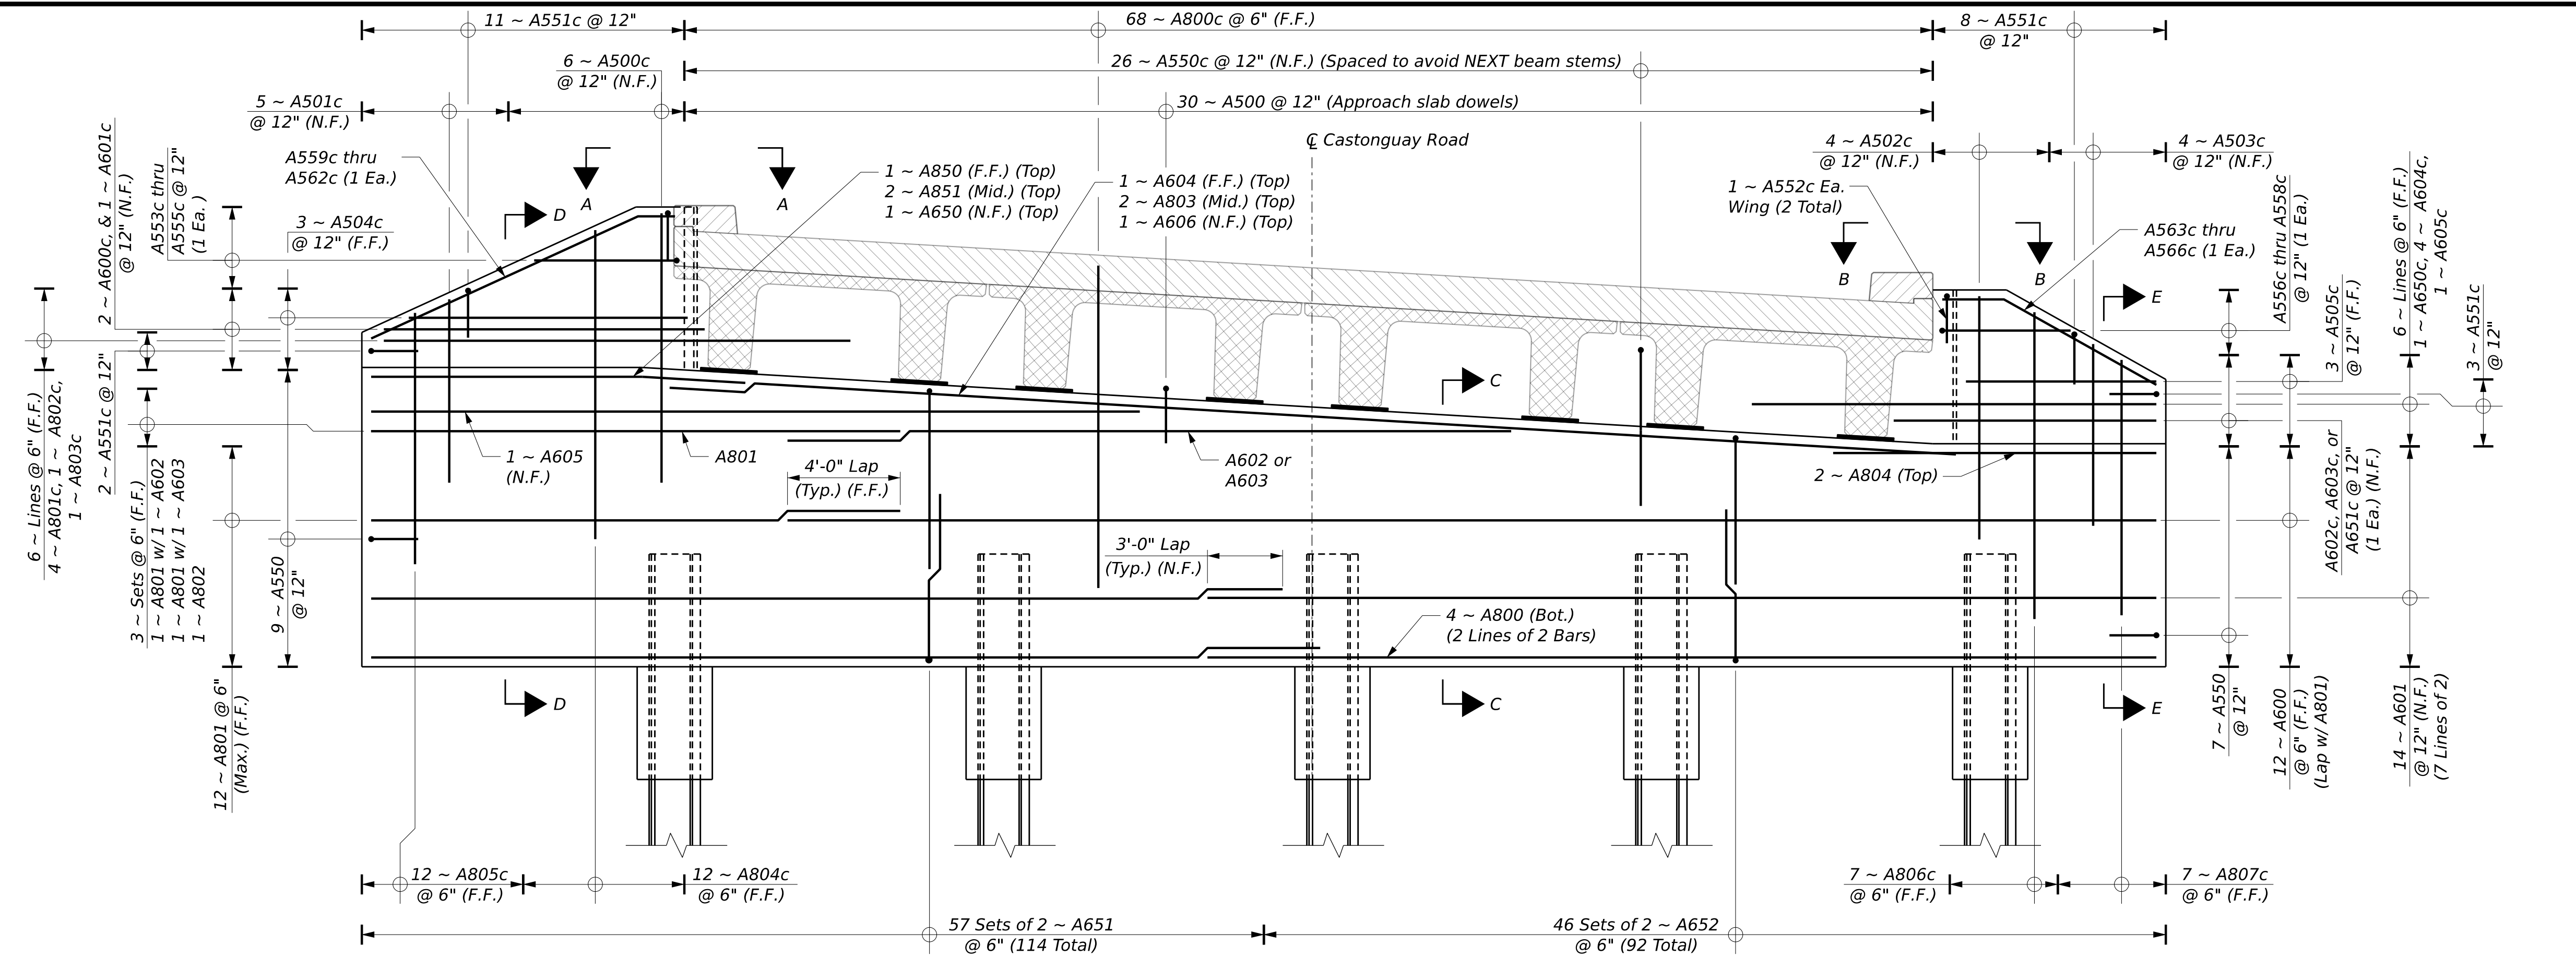 11 ~ A551c @ 12"
68 ~ A800c @ 6" (F.F.)
8 ~ A551c
@ 12"
6 ~ A500c
@ 12" (N.F.)
26 ~ A550c @ 12" (N.F.) (Spaced to avoid NEXT beam stems)
5 ~ A501c
@ 12" (N.F.)
30 ~ A500 @ 12" (Approach slab dowels)
℄ Castonguay Road
4 ~ A502c
@ 12" (N.F.)
4 ~ A503c
@ 12" (N.F.)
2 ~ A600c, & 1 ~ A601c
@ 12" (N.F.)
A553c thru
A555c @ 12"
(1 Ea. )
A559c thru
A562c (1 Ea.)
3 ~ A504c
@ 12" (F.F.)
D
A
A
1 ~ A850 (F.F.) (Top)
2 ~ A851 (Mid.) (Top)
1 ~ A650 (N.F.) (Top)
1 ~ A604 (F.F.) (Top)
2 ~ A803 (Mid.) (Top)
1 ~ A606 (N.F.) (Top)
1 ~ A552c Ea.
Wing (2 Total)
B
B
A563c thru
A566c (1 Ea.)
E
A556c thru A558c
@ 12" (1 Ea.)
3 ~ A505c
@ 12" (F.F.)
6 ~ Lines @ 6" (F.F.)
1 ~ A650c, 4 ~ A604c,
1 ~ A605c
3 ~ A551c
@ 12"
C
6 ~ Lines @ 6" (F.F.)
4 ~ A801c, 1 ~ A802c,
1 ~ A803c
2 ~ A551c @ 12"
3 ~ Sets @ 6" (F.F.)
1 ~ A801 w/ 1 ~ A602
1 ~ A801 w/ 1 ~ A603
1 ~ A802
9 ~ A550
@ 12"
1 ~ A605
(N.F.)
A801
4'-0" Lap
(Typ.) (F.F.)
A602 or
A603
2 ~ A804 (Top)
A602c, A603c, or
A651c @ 12"
(1 Ea.) (N.F.)
3'-0" Lap
(Typ.) (N.F.)
4 ~ A800 (Bot.)
(2 Lines of 2 Bars)
12 ~ A801 @ 6"
(Max.) (F.F.)
D
C
E
7 ~ A550
@ 12"
12 ~ A600
@ 6" (F.F.)
(Lap w/ A801)
14 ~ A601
@ 12" (N.F.)
(7 Lines of 2)
12 ~ A805c
@ 6" (F.F.)
12 ~ A804c
@ 6" (F.F.)
7 ~ A806c
@ 6" (F.F.)
7 ~ A807c
@ 6" (F.F.)
57 Sets of 2 ~ A651
@ 6" (114 Total)
46 Sets of 2 ~ A652
@ 6" (92 Total)